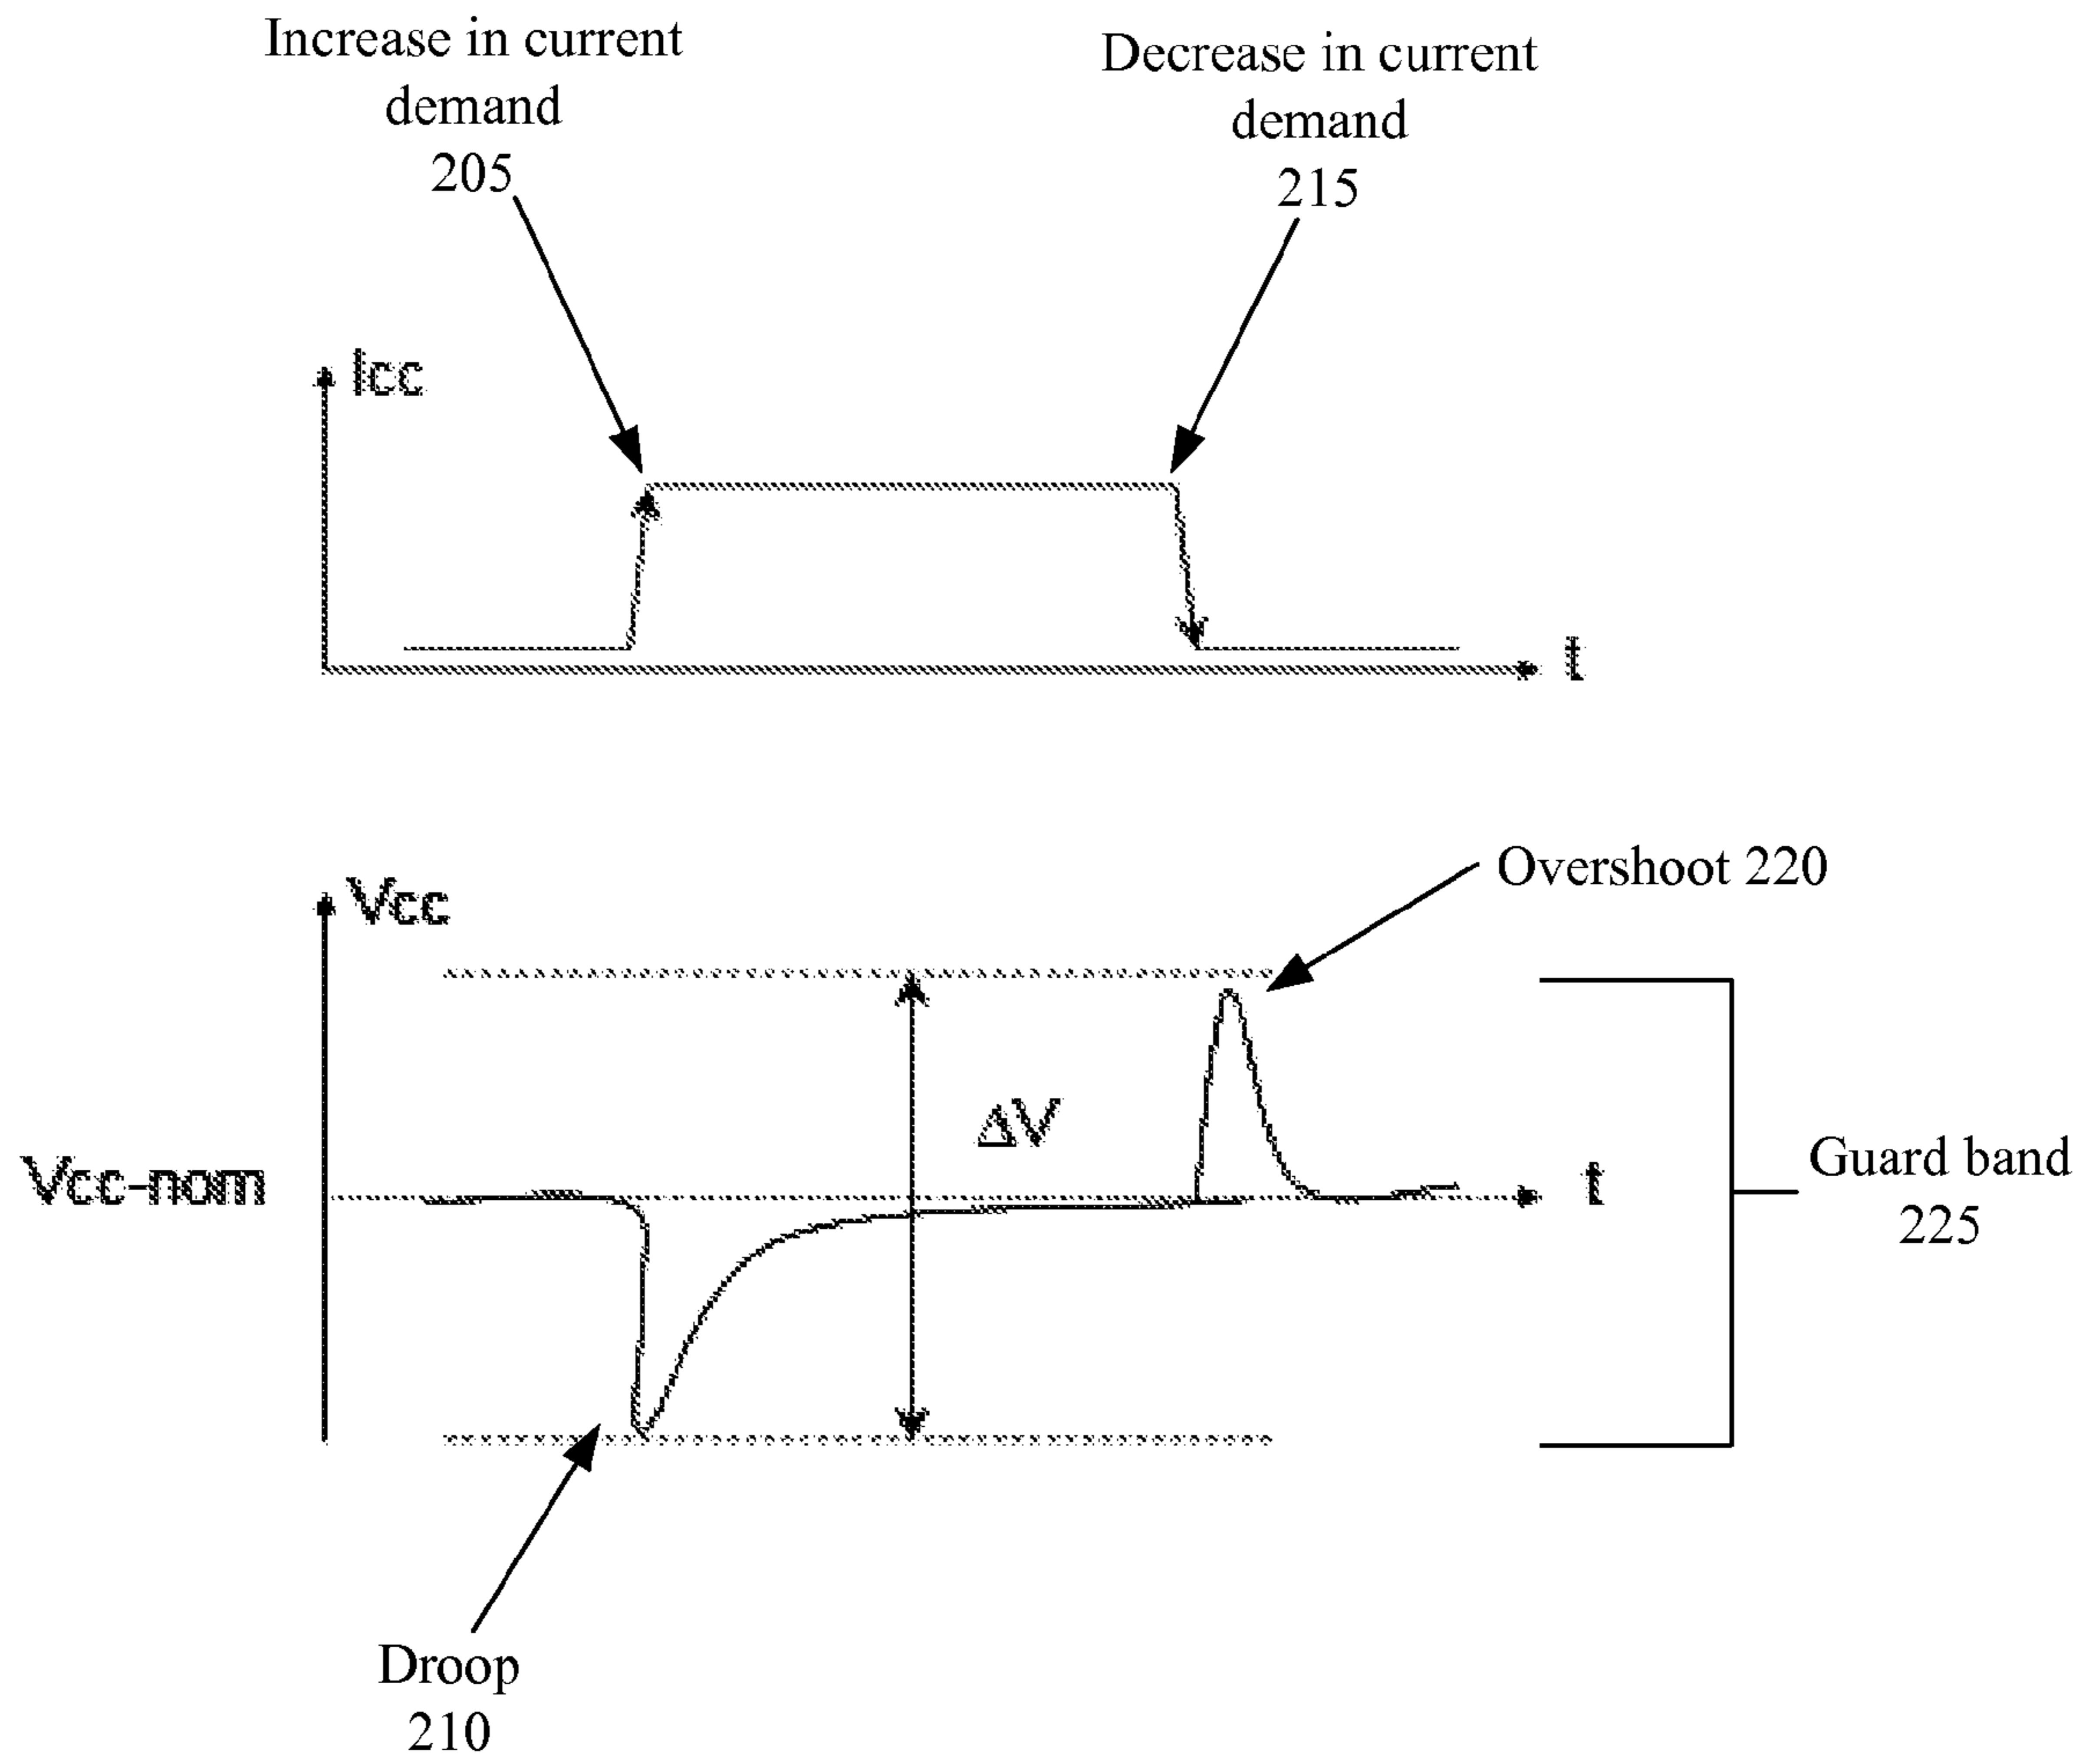 Increase in current
demand
205
Decrease in current
demand
215
Icc
t
Vcc
Overshoot 220
ΔV
Vcc-nom
t
Guard band
225
Droop
210